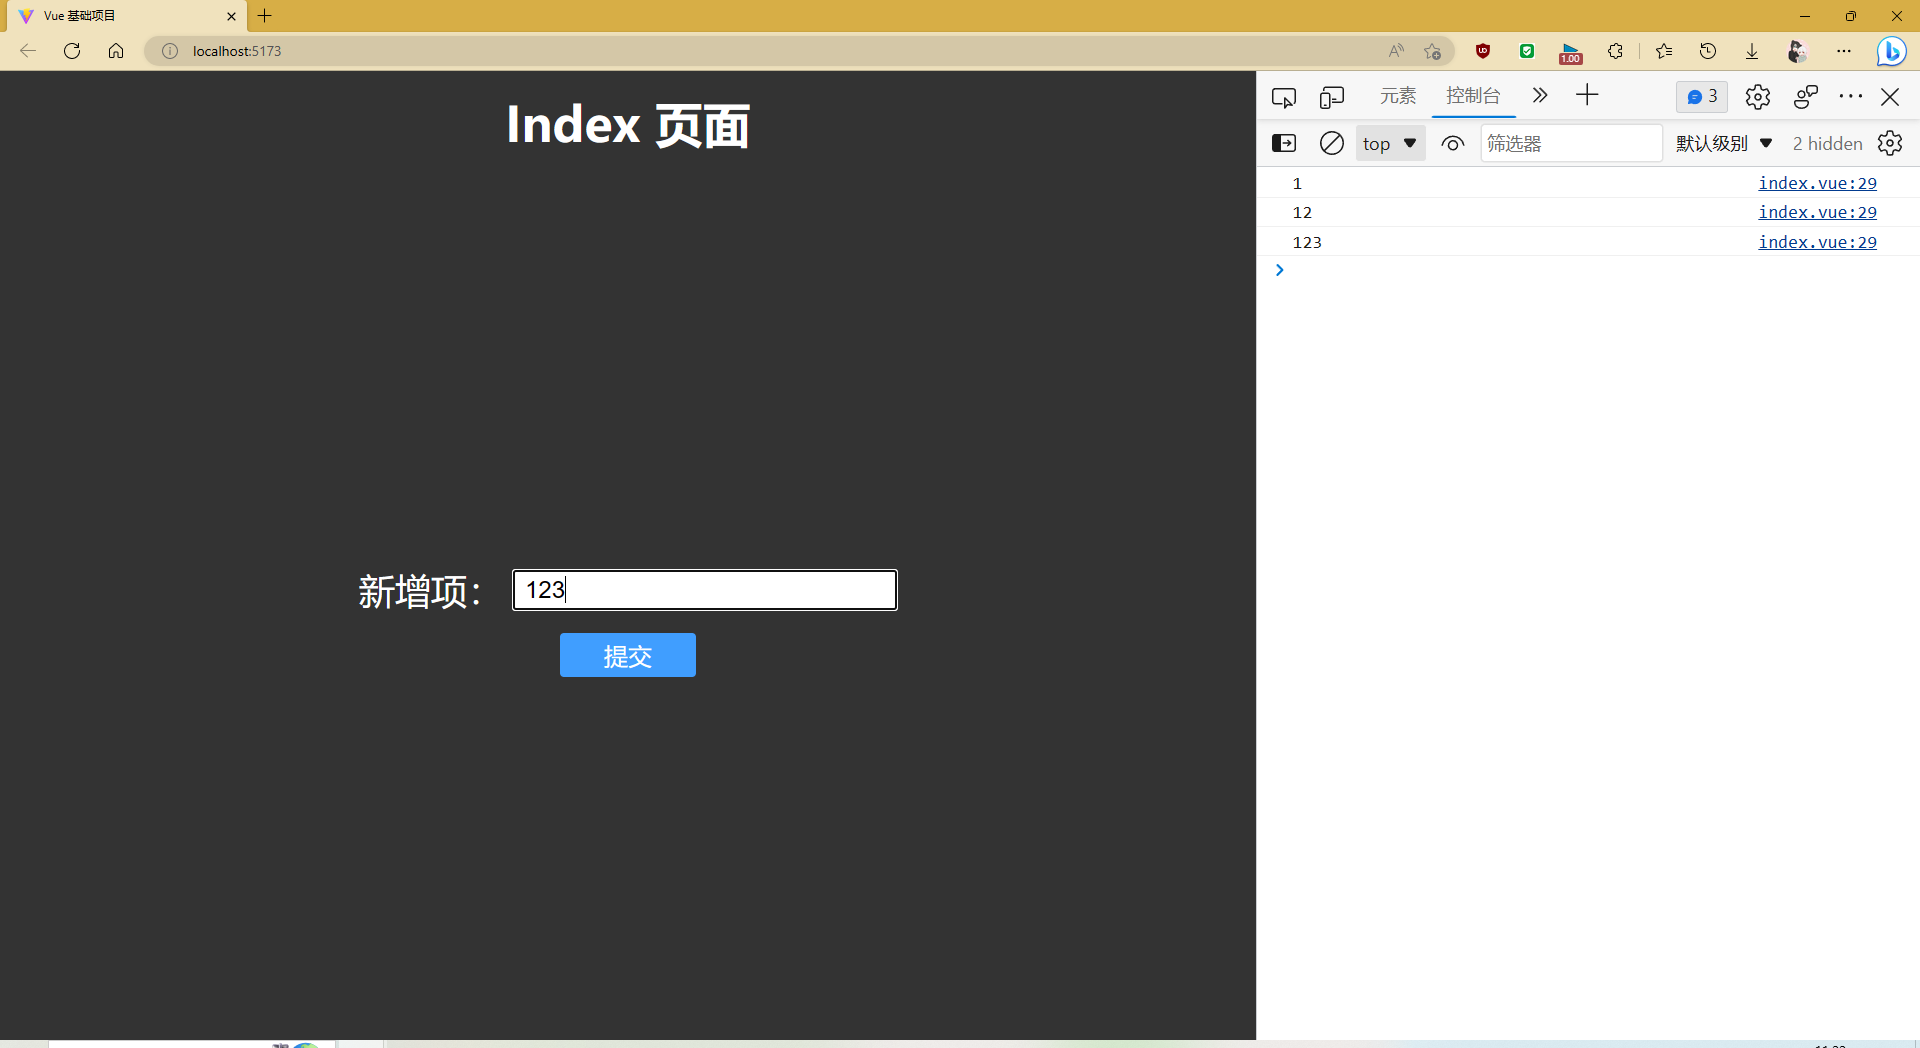 Vue 基础项目
localhost:5173
1.00
Index 页面
新增项：
123
提交
元素
控制台
3
top
筛选器
默认级别
2 hidden
1 index.vue:29
12 index.vue:29
123 index.vue:29